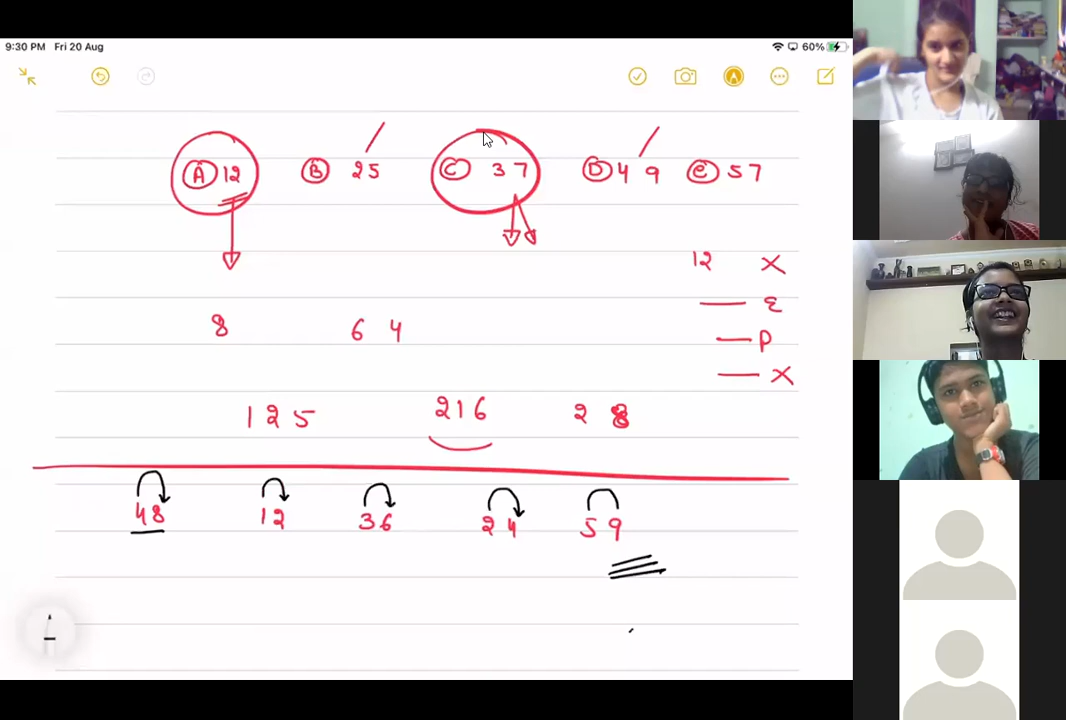 9:30 PM Fri 20 Aug 60%
A 12 B 25 C 37 D 49 e 57
12 X
— E
8 64 — P
— X
125 216 28
48 12 36 24 59